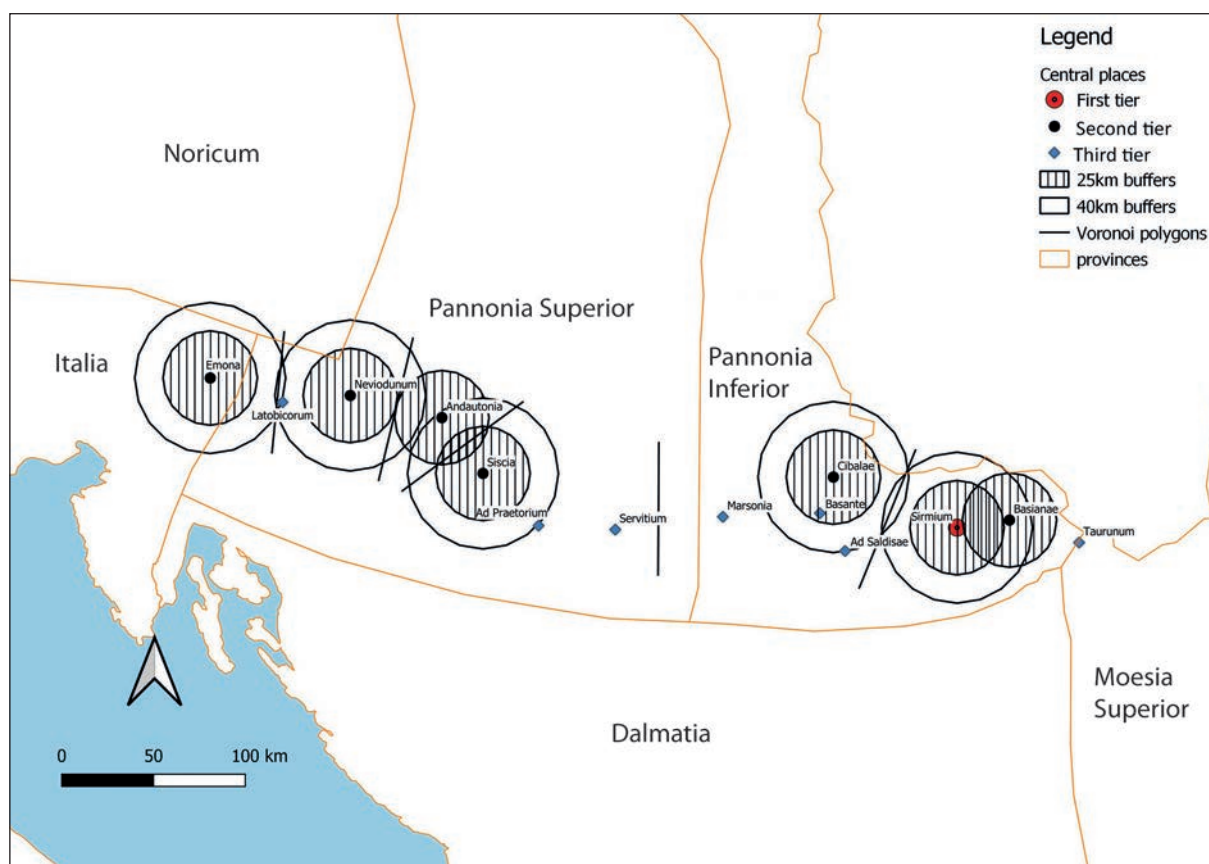 Legend
Central places
First tier
Second tier
Third tier
25km buffers
40km buffers
Voronoi polygons
provinces
Noricum
Pannonia Superior
Italia
Pannonia
Inferior
Emona
Neviodunum
Latobicorum
Andautonia
Siscia
Ad Praetorium
Servitium
Marsonia
Cibalae
Basante
Ad Saldisae
Sirmium
Basianae
Taurunum
Moesia
Superior
Dalmatia
0 50 100 km